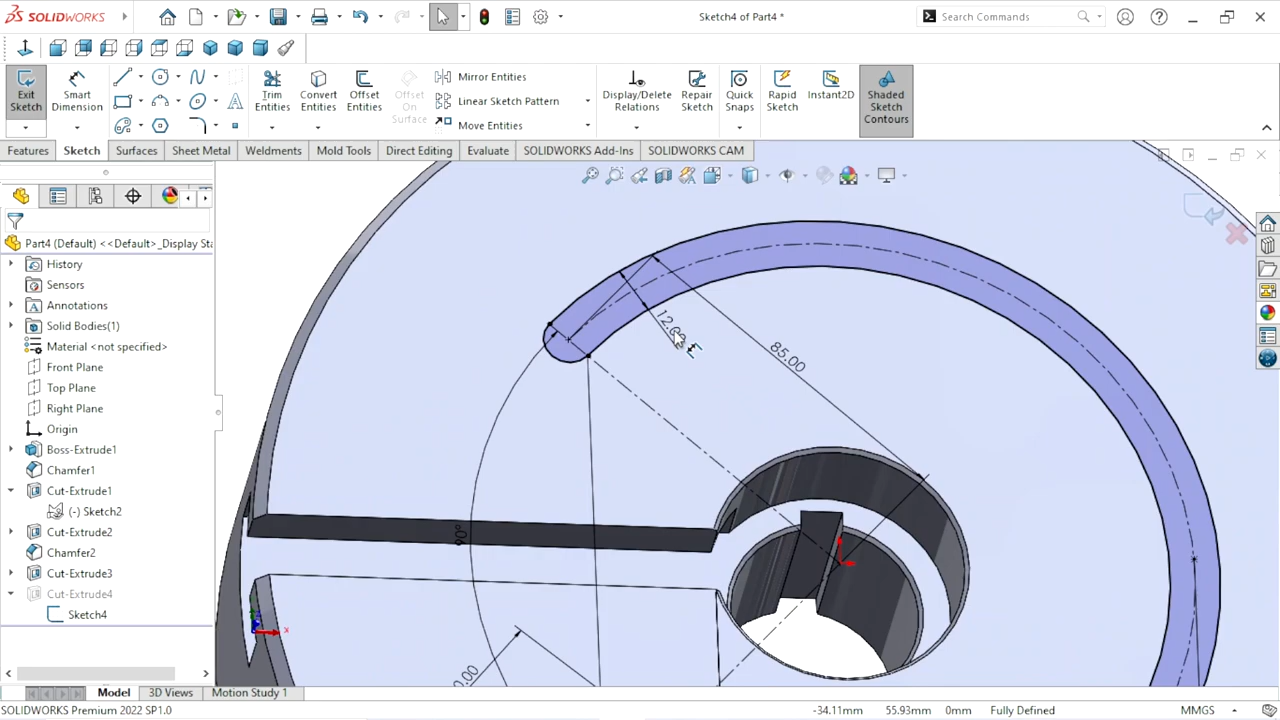 SOLIDWORKS
Sketch4 of Part4 *
Search Commands
Exit Sketch
Smart Dimension
Trim Entities
Convert Entities
Offset Entities
Offset On Surface
Mirror Entities
Linear Sketch Pattern
Move Entities
Display/Delete Relations
Repair Sketch
Quick Snaps
Rapid Sketch
Instant2D
Shaded Sketch Contours
Features
Sketch
Surfaces
Sheet Metal
Weldments
Mold Tools
Direct Editing
Evaluate
SOLIDWORKS Add-Ins
SOLIDWORKS CAM
Part4 (Default) <<Default>_Display Sta
History
Sensors
Annotations
Solid Bodies(1)
Material <not specified>
Front Plane
Top Plane
Right Plane
Origin
Boss-Extrude1
Chamfer1
Cut-Extrude1
(-) Sketch2
Cut-Extrude2
Chamfer2
Cut-Extrude3
Cut-Extrude4
Sketch4
85.00
90°
x
Model
3D Views
Motion Study 1
SOLIDWORKS Premium 2022 SP1.0
-34.11mm
55.93mm
0mm
Fully Defined
MMGS